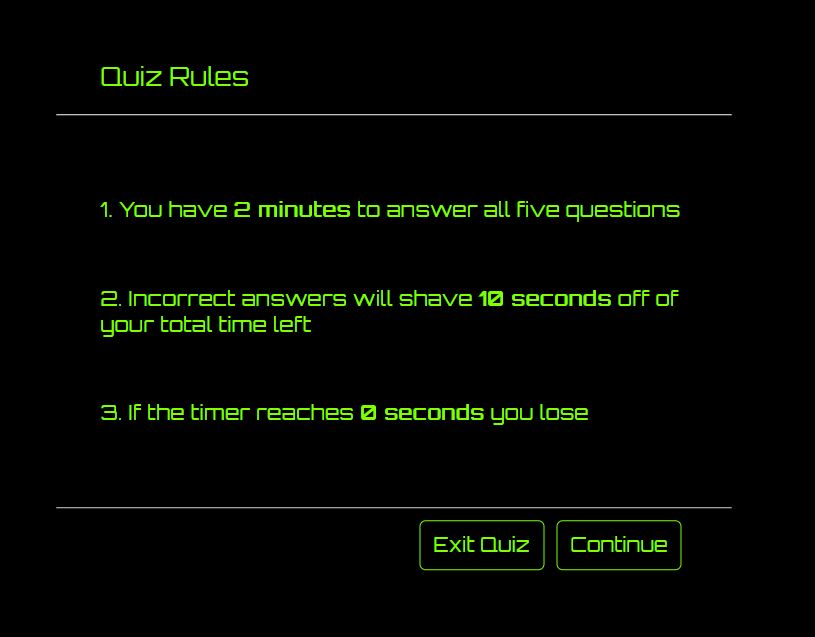 Quiz Rules
1. You have 2 minutes to answer all five questions
2. Incorrect answers will shave 10 seconds off of
your total time left
3. If the timer reaches 0 seconds you lose
Exit Quiz
Continue